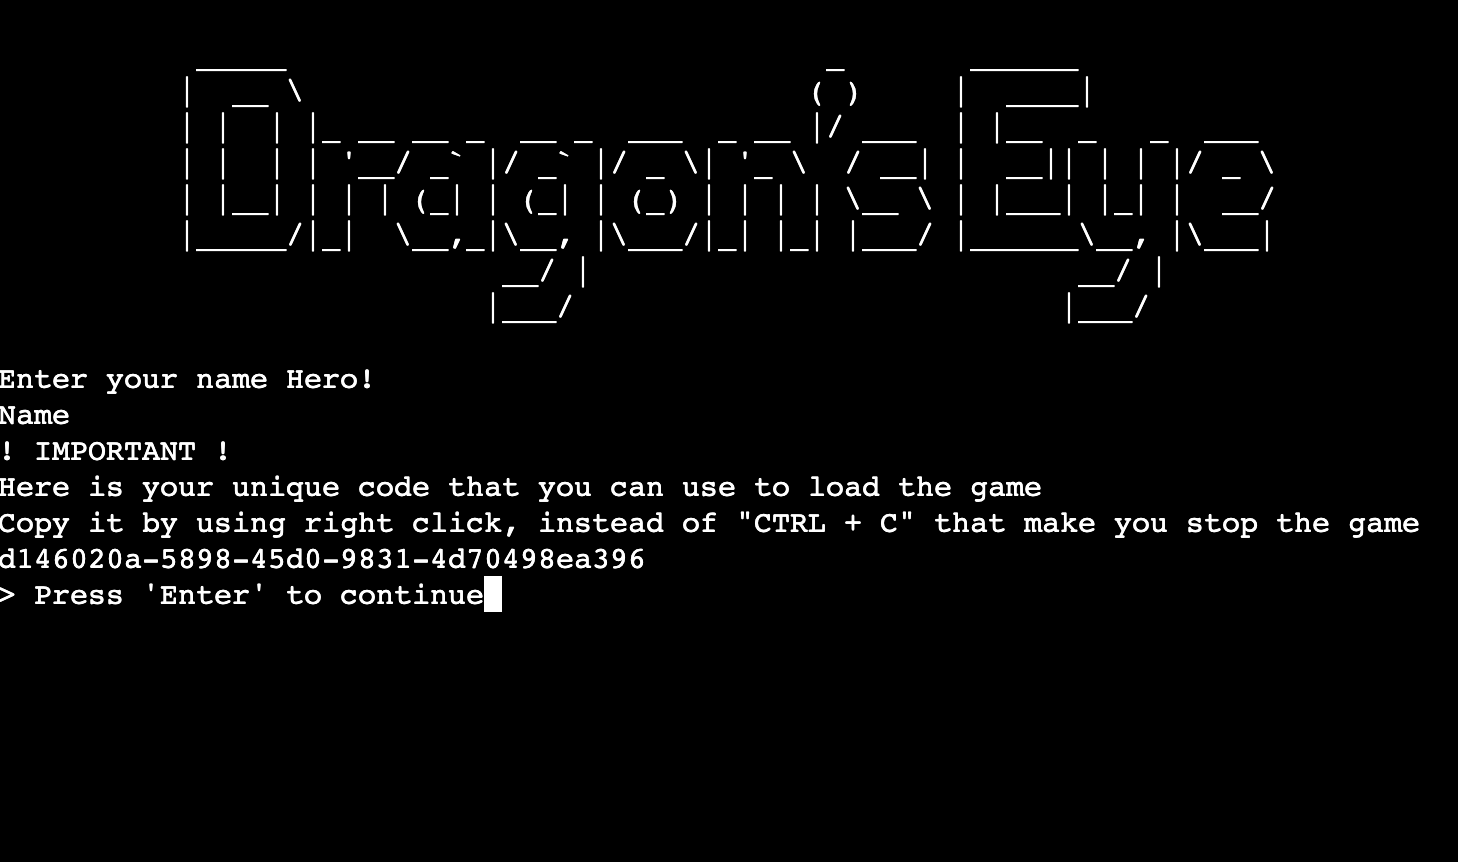 Dragon's Eye
Enter your name Hero!
Name
! IMPORTANT !
Here is your unique code that you can use to load the game
Copy it by using right click, instead of "CTRL + C" that make you stop the game
d146020a-5898-45d0-9831-4d70498ea396
> Press 'Enter' to continue